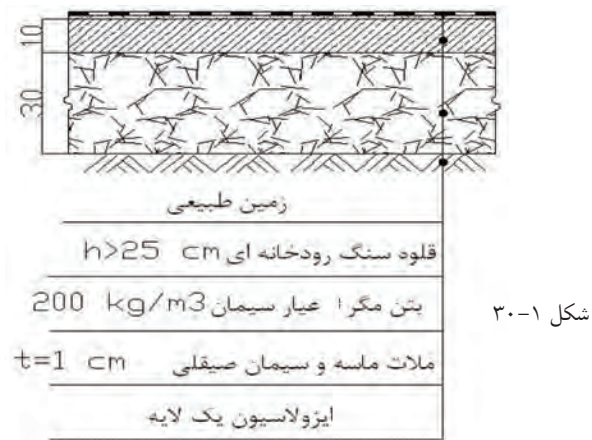 10
30
زمین طبیعی
قلوه سنگ رودخانه ای h>25 cm
بتن مگر؛ عیار سیمان 200 kg/m3
ملات ماسه و سیمان صیقلی t=1 cm
ایزولاسیون یک لایه
شکل ۱-۳۰